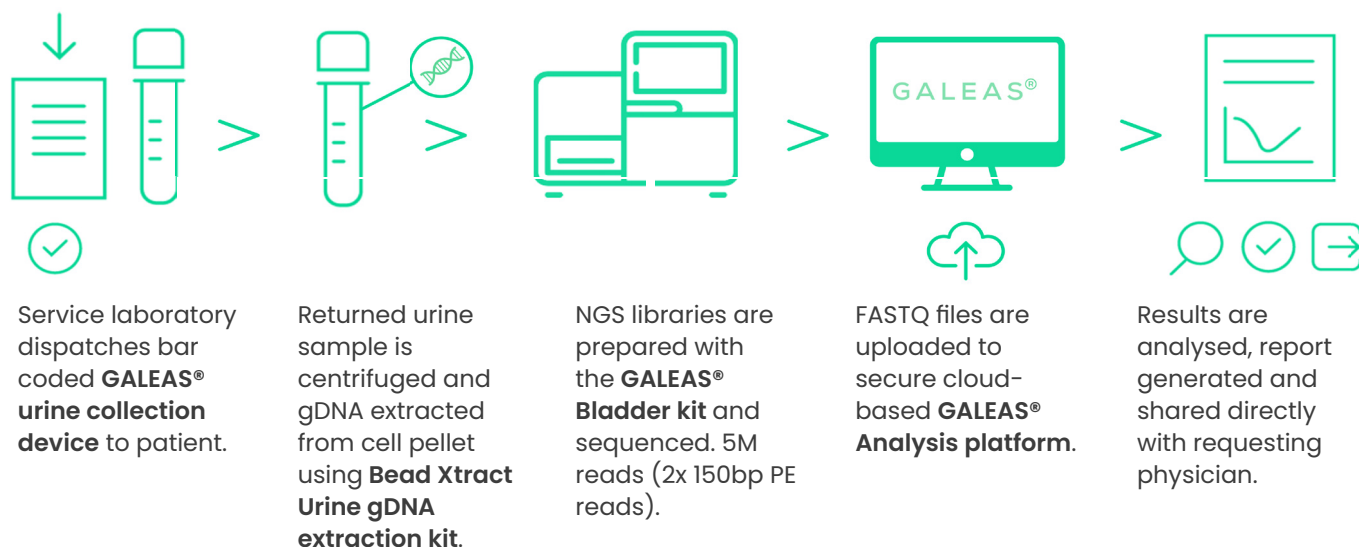 GALEAS®
Service laboratory
dispatches bar
coded GALEAS®
urine collection
device to patient.
Returned urine
sample is
centrifuged and
gDNA extracted
from cell pellet
using Bead Xtract
Urine gDNA
extraction kit.
NGS libraries are
prepared with
the GALEAS®
Bladder kit and
sequenced. 5M
reads (2x 150bp PE
reads).
FASTQ files are
uploaded to
secure cloud-
based GALEAS®
Analysis platform.
Results are
analysed, report
generated and
shared directly
with requesting
physician.